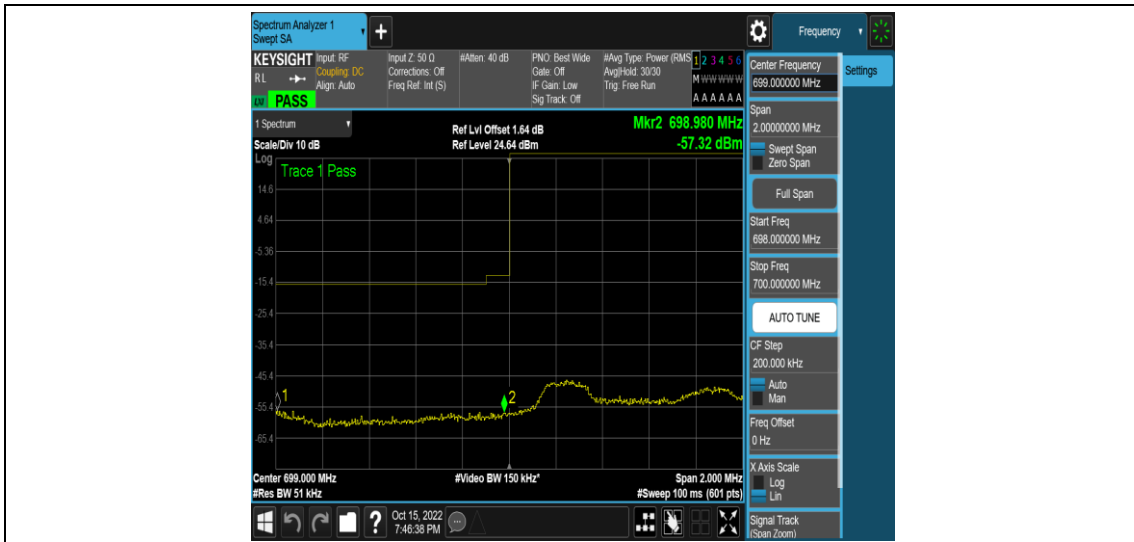 Spectrum Analyzer 1
Swept SA
+
Frequency
KEYSIGHT
RL
LM PASS
Input: RF
Coupling: DC
Align: Auto
Input Z: 50 Ω
Corrections: Off
Freq Ref: Int (S)
#Atten: 40 dB
PNO: Best Wide
Gate: Off
IF Gain: Low
Sig Track: Off
#Avg Type: Power (RMS
Avg|Hold: 30/30
Trig: Free Run
1 2 3 4 5 6
M W W W W W
A A A A A A
1 Spectrum
Scale/Div 10 dB
Ref Lvl Offset 1.64 dB
Ref Level 24.64 dBm
Mkr2 698.980 MHz
-57.32 dBm
Log
Trace 1 Pass
14.6
4.64
-5.36
-15.4
-25.4
-35.4
-45.4
-55.4
-65.4
1
2
Center 699.000 MHz
#Res BW 51 kHz
#Video BW 150 kHz*
Span 2.000 MHz
#Sweep 100 ms (601 pts)
?
Oct 15, 2022
7:46:38 PM
Center Frequency
699.000000 MHz
Settings
Span
2.00000000 MHz
Swept Span
Zero Span
Full Span
Start Freq
698.000000 MHz
Stop Freq
700.000000 MHz
AUTO TUNE
CF Step
200.000 kHz
Auto
Man
Freq Offset
0 Hz
X Axis Scale
Log
Lin
Signal Track
(Span Zoom)